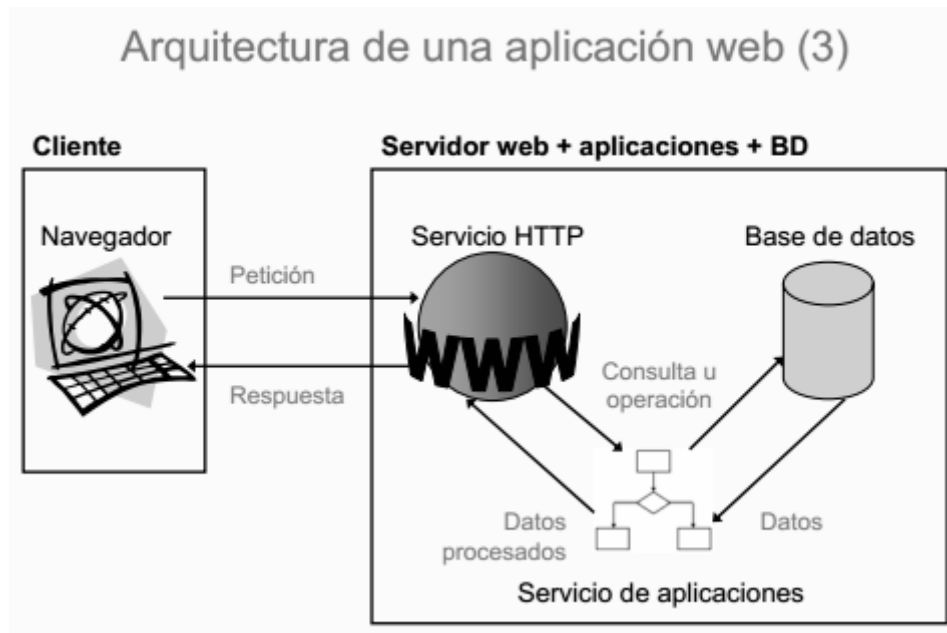 Arquitectura de una aplicación web (3)
Cliente
Servidor web + aplicaciones + BD
Navegador
Servicio HTTP
Base de datos
Petición
WWW
Respuesta
Consulta u
operación
Datos
procesados
Datos
Servicio de aplicaciones